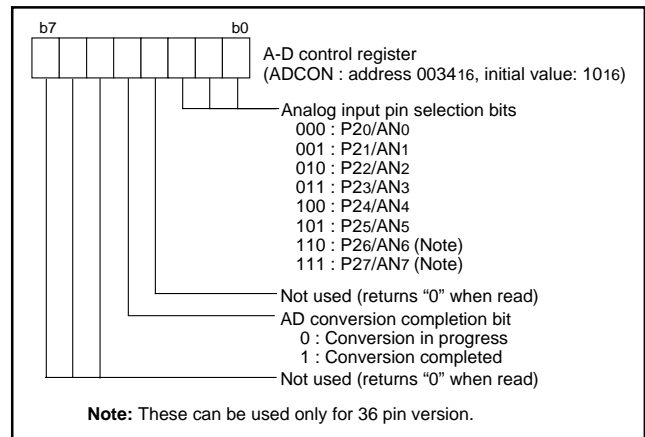 b7 b0
A-D control register
(ADCON : address 003416, initial value: 1016)
Analog input pin selection bits
000 : P20/AN0
001 : P21/AN1
010 : P22/AN2
011 : P23/AN3
100 : P24/AN4
101 : P25/AN5
110 : P26/AN6 (Note)
111 : P27/AN7 (Note)
Not used (returns “0” when read)
AD conversion completion bit
0 : Conversion in progress
1 : Conversion completed
Not used (returns “0” when read)
Note: These can be used only for 36 pin version.